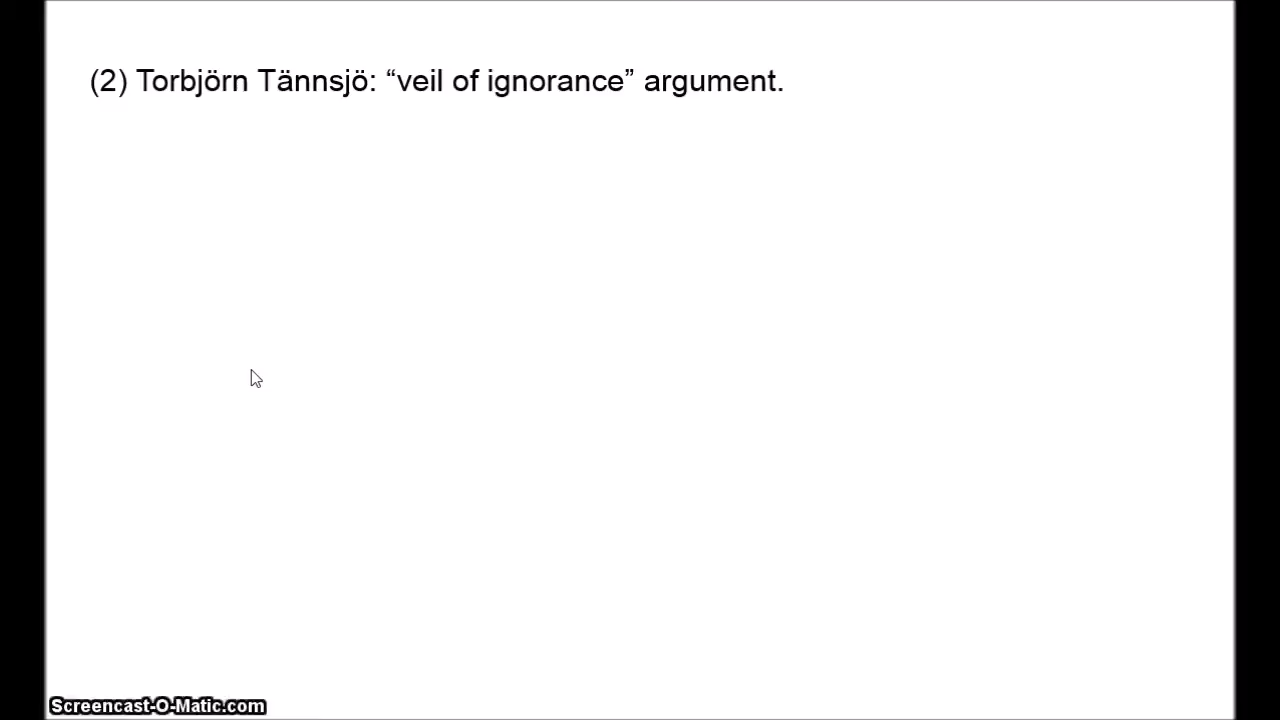 (2) Torbjörn Tännsjö: “veil of ignorance” argument.
Screencast-O-Matic.com